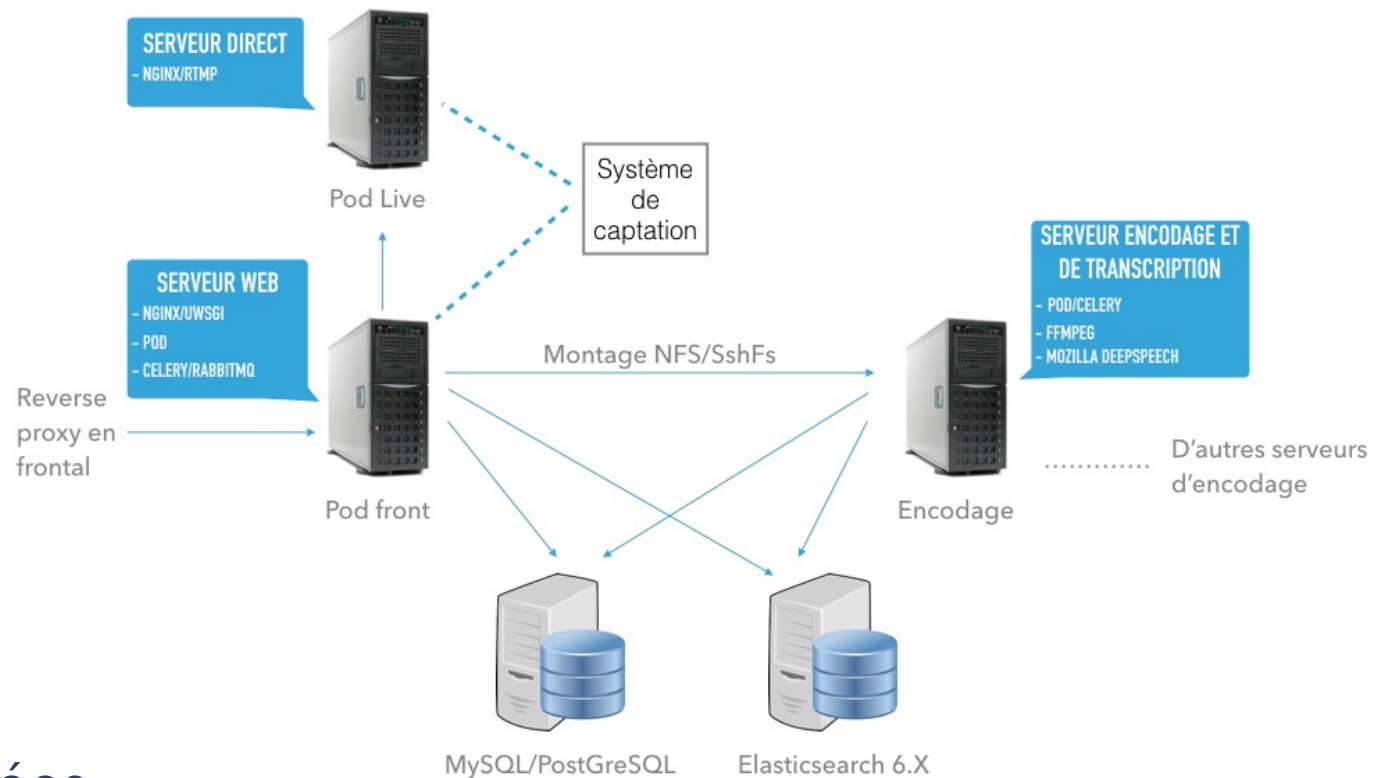 SERVEUR DIRECT
- NGINX/RTMP
Pod Live
Système
de
captation
SERVEUR WEB
- NGINX/UWSGI
- POD
- CELERY/RABBITMQ
SERVEUR ENCODAGE ET
DE TRANSCRIPTION
- POD/CELERY
- FFMPEG
- MOZILLA DEEPSPEECH
Montage NFS/SshFs
Reverse
proxy en
frontal
Pod front
Encodage
D'autres serveurs
d'encodage
MySQL/PostGreSQL
Elasticsearch 6.X